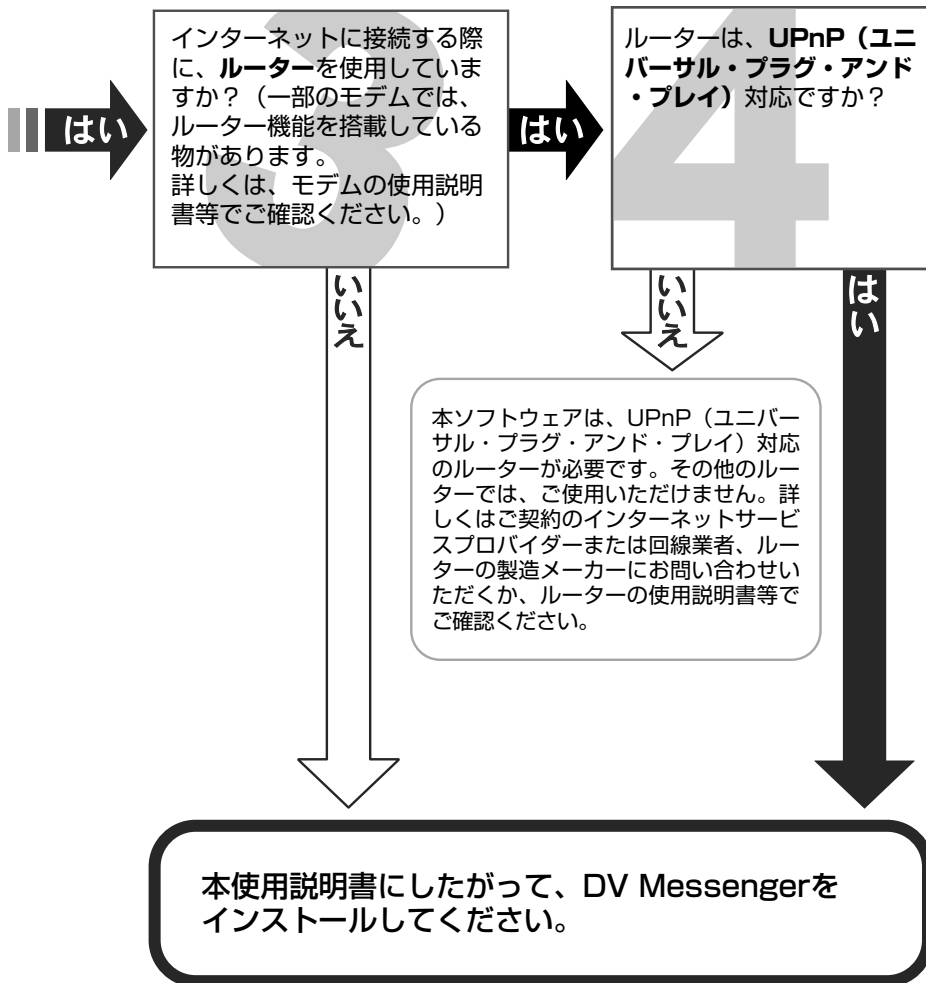 はい
3
インターネットに接続する際
に、ルーターを使用していま
すか？（一部のモデムでは、
ルーター機能を搭載している
物があります。
詳しくは、モデムの使用説明
書等でご確認ください。）
はい
4
ルーターは、UPnP（ユニ
バーサル・プラグ・アンド
・プレイ）対応ですか？
いいえ
いいえ
はい
本ソフトウェアは、UPnP（ユニバー
サル・プラグ・アンド・プレイ）対応
のルーターが必要です。その他のルー
ターでは、ご使用いただけません。詳
しくはご契約のインターネットサービ
スプロバイダーまたは回線業者、ルー
ターの製造メーカーにお問い合わせい
ただくか、ルーターの使用説明書等で
ご確認ください。
本使用説明書にしたがって、DV Messengerを
インストールしてください。